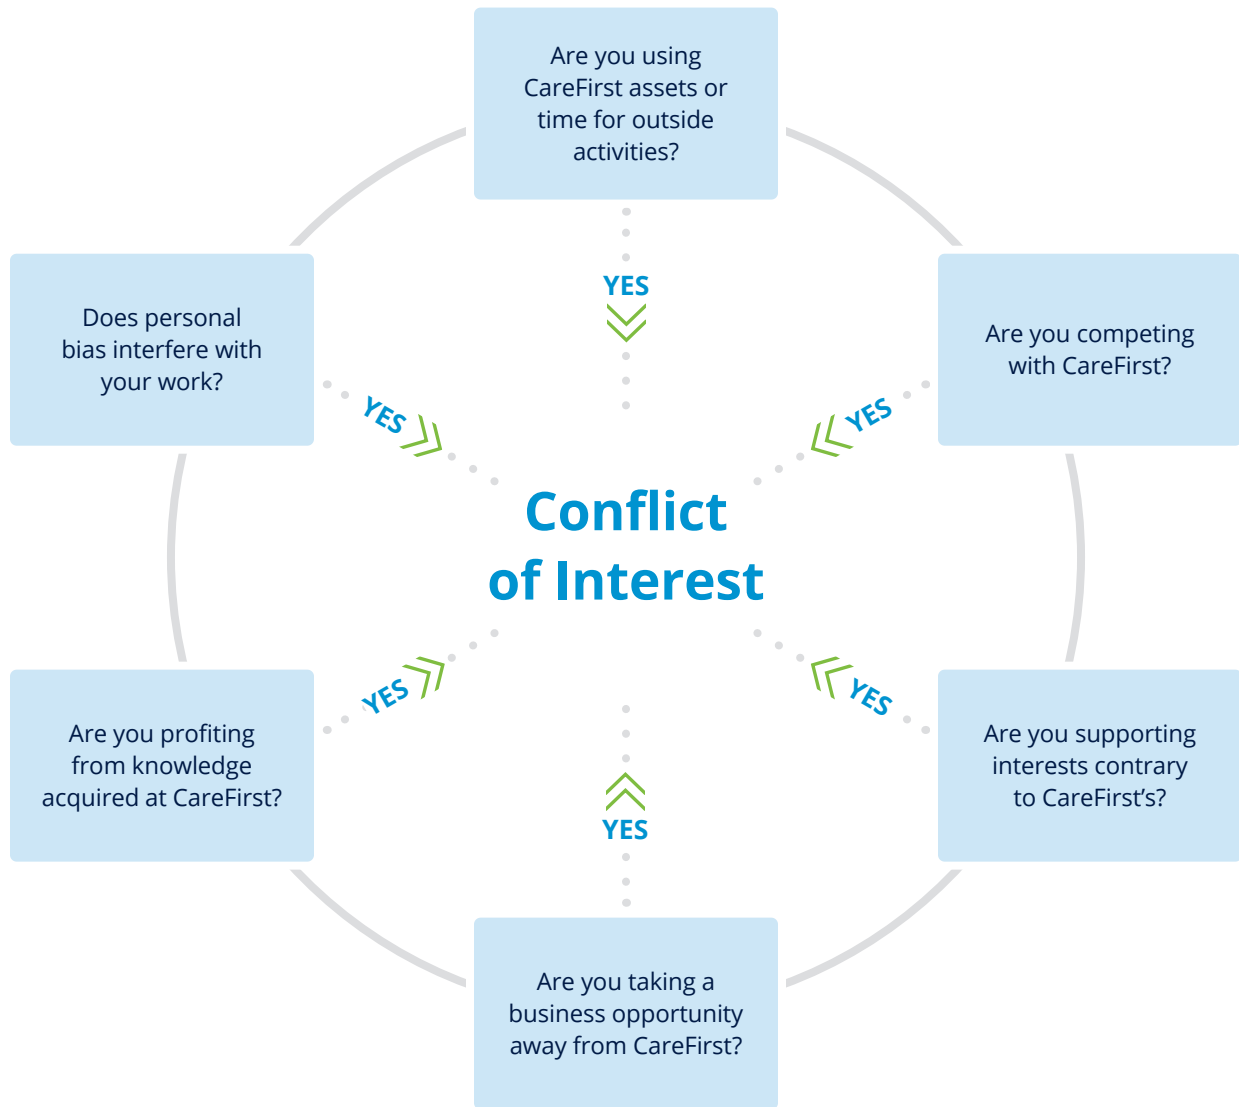 Are you using
CareFirst assets or
time for outside
activities?
YES
Does personal
bias interfere with
your work?
YES
Are you competing
with CareFirst?
YES
Conflict
of Interest
Are you profiting
from knowledge
acquired at CareFirst?
YES
Are you supporting
interests contrary
to CareFirst's?
YES
YES
Are you taking a
business opportunity
away from CareFirst?